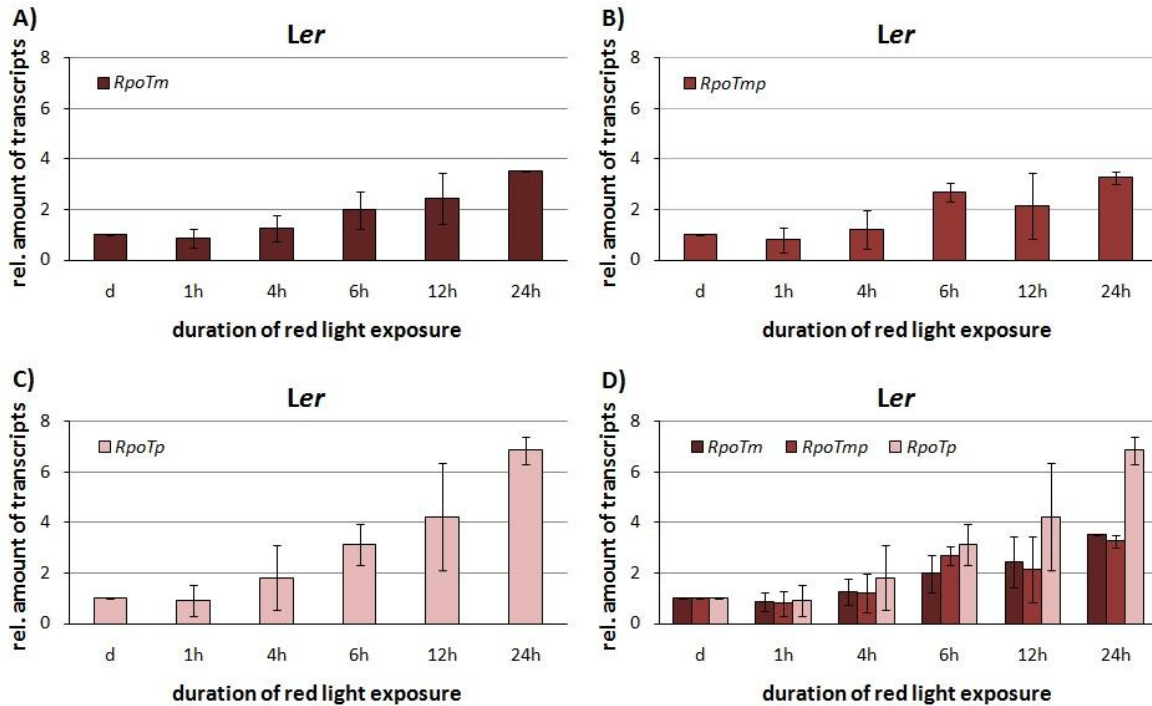 A)
Ler
rel. amount of transcripts
8
6
4
2
0
RpoTm
d 1h 4h 6h 12h 24h
duration of red light exposure
B)
Ler
rel. amount of transcripts
8
6
4
2
0
RpoTmp
d 1h 4h 6h 12h 24h
duration of red light exposure
C)
Ler
rel. amount of transcripts
8
6
4
2
0
RpoTp
d 1h 4h 6h 12h 24h
duration of red light exposure
D)
Ler
rel. amount of transcripts
8
6
4
2
0
RpoTm RpoTmp RpoTp
d 1h 4h 6h 12h 24h
duration of red light exposure